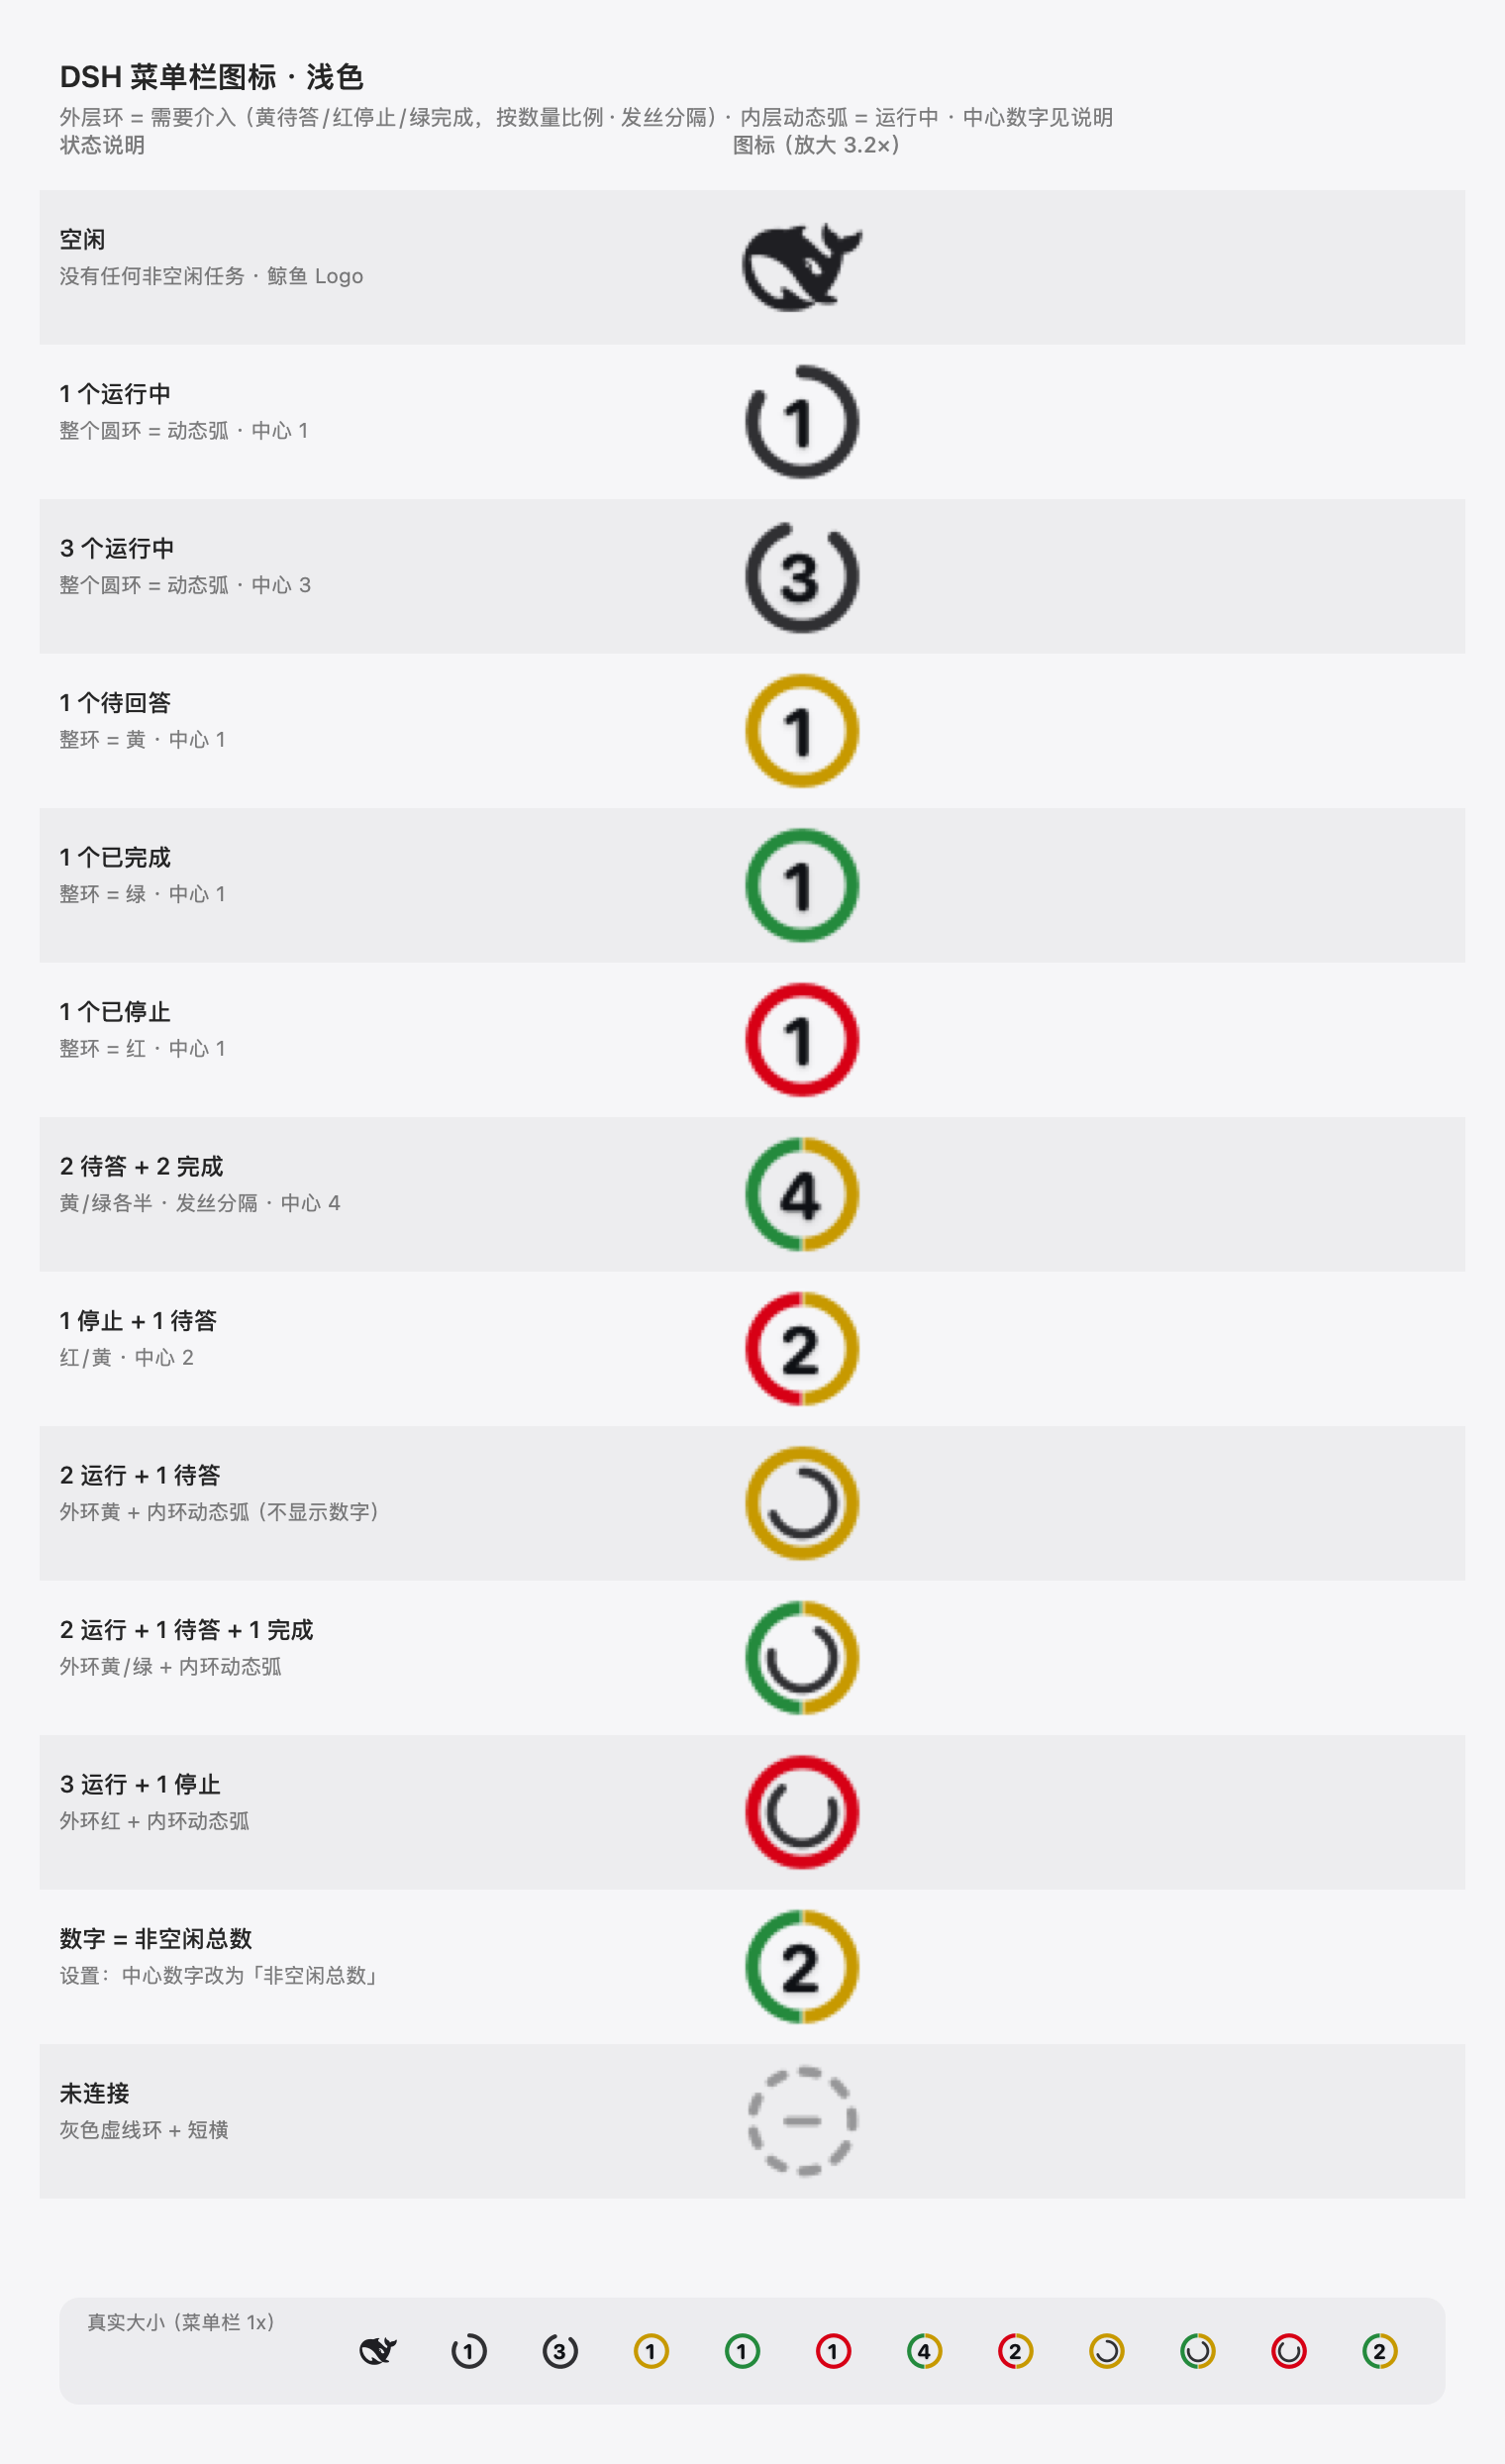 DSH 菜单栏图标 · 浅色
外层环 = 需要介入（黄待答/红停止/绿完成，按数量比例 · 发丝分隔）· 内层动态弧 = 运行中 · 中心数字见说明
状态说明
图标（放大 3.2×）
空闲
没有任何非空闲任务 · 鲸鱼 Logo
1 个运行中
整个圆环 = 动态弧 · 中心 1
1
3 个运行中
整个圆环 = 动态弧 · 中心 3
3
1 个待回答
整环 = 黄 · 中心 1
1
1 个已完成
整环 = 绿 · 中心 1
1
1 个已停止
整环 = 红 · 中心 1
1
2 待答 + 2 完成
黄/绿各半 · 发丝分隔 · 中心 4
4
1 停止 + 1 待答
红/黄 · 中心 2
2
2 运行 + 1 待答
外环黄 + 内环动态弧（不显示数字）
2 运行 + 1 待答 + 1 完成
外环黄/绿 + 内环动态弧
3 运行 + 1 停止
外环红 + 内环动态弧
数字 = 非空闲总数
设置：中心数字改为「非空闲总数」
2
未连接
灰色虚线环 + 短横
真实大小（菜单栏 1x）
1 3 1 1 1 4 2 2